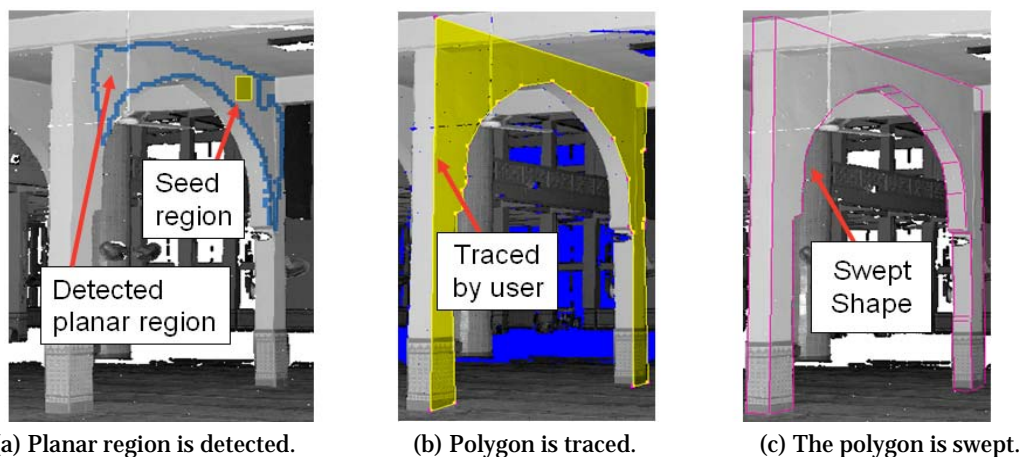 Seed
region
Detected
planar region
Traced
by user
Swept
Shape
(a) Planar region is detected.
(b) Polygon is traced.
(c) The polygon is swept.